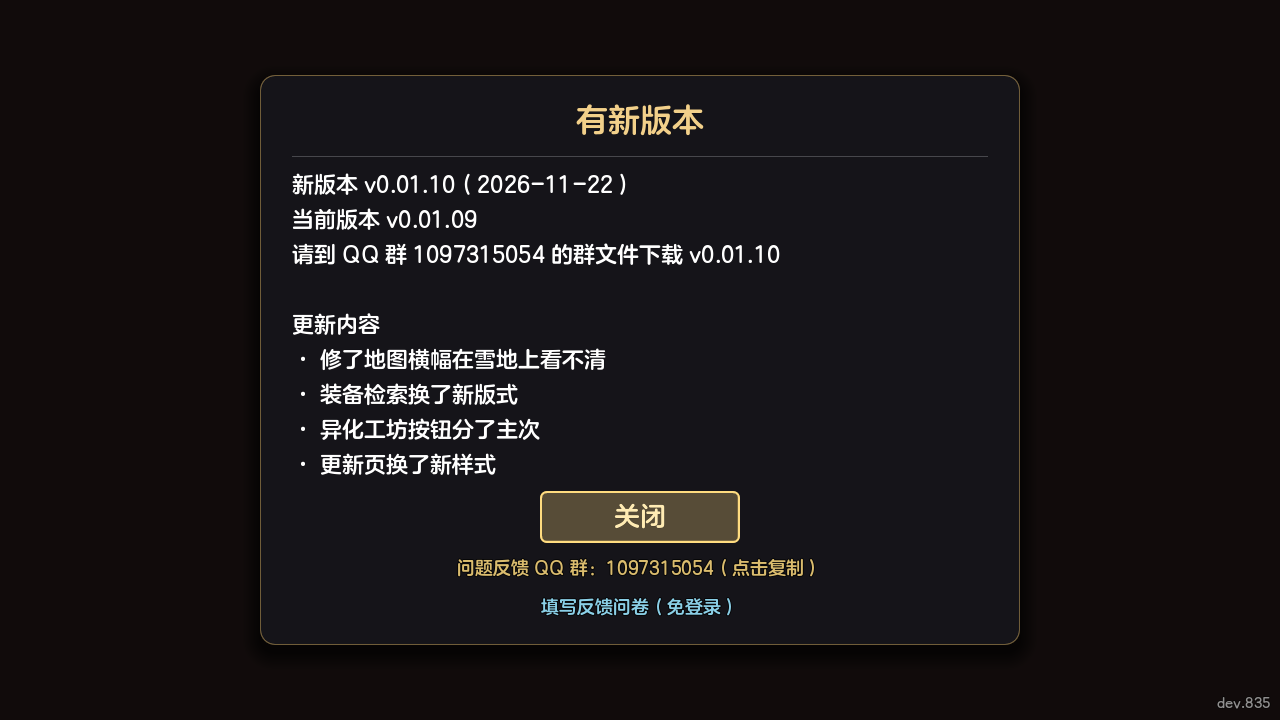 有新版本
新版本 v0.01.10 ( 2026-11-22 )
当前版本 v0.01.09
请到 QQ 群 1097315054 的群文件下载 v0.01.10
更新内容
· 修了地图横幅在雪地上看不清
· 装备检索换了新版式
· 异化工坊按钮分了主次
· 更新页换了新样式
关闭
问题反馈 QQ 群：1097315054 ( 点击复制 )
填写反馈问卷 ( 免登录 )
dev.835